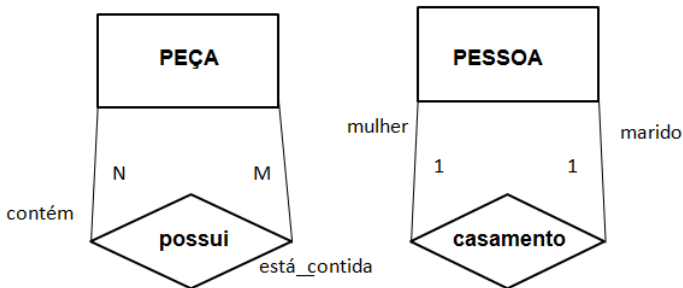 PEÇA
PESSOA
mulher
marido
N
M
1
1
contém
possui
casamento
está_contida